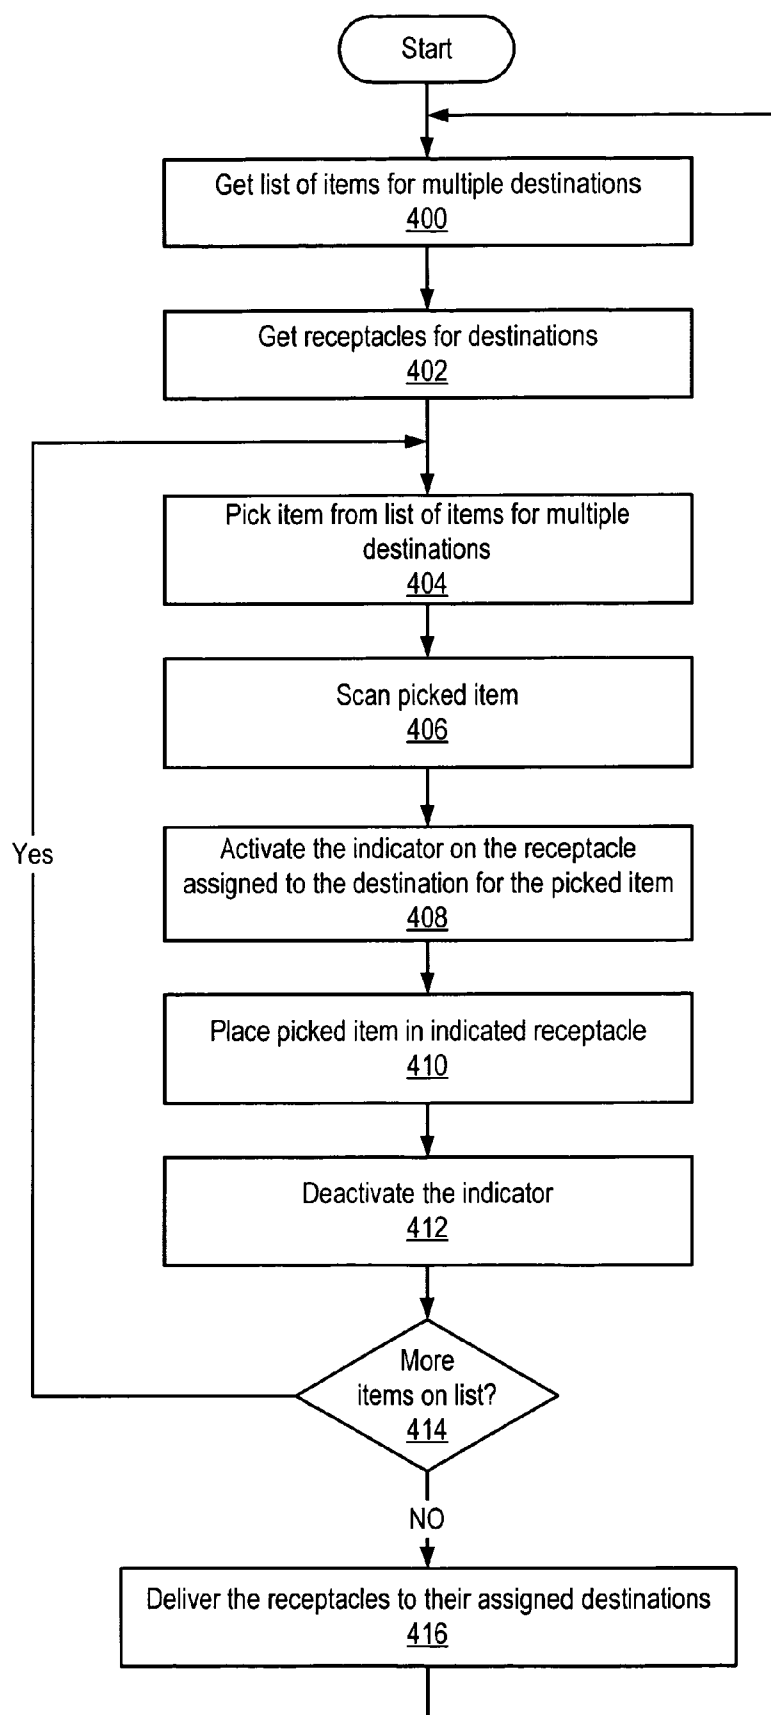 Start
Get list of items for multiple destinations
400
Get receptacles for destinations
402
Pick item from list of items for multiple
destinations
404
Scan picked item
406
Yes
Activate the indicator on the receptacle
assigned to the destination for the picked item
408
Place picked item in indicated receptacle
410
Deactivate the indicator
412
More
items on list?
414
NO
Deliver the receptacles to their assigned destinations
416